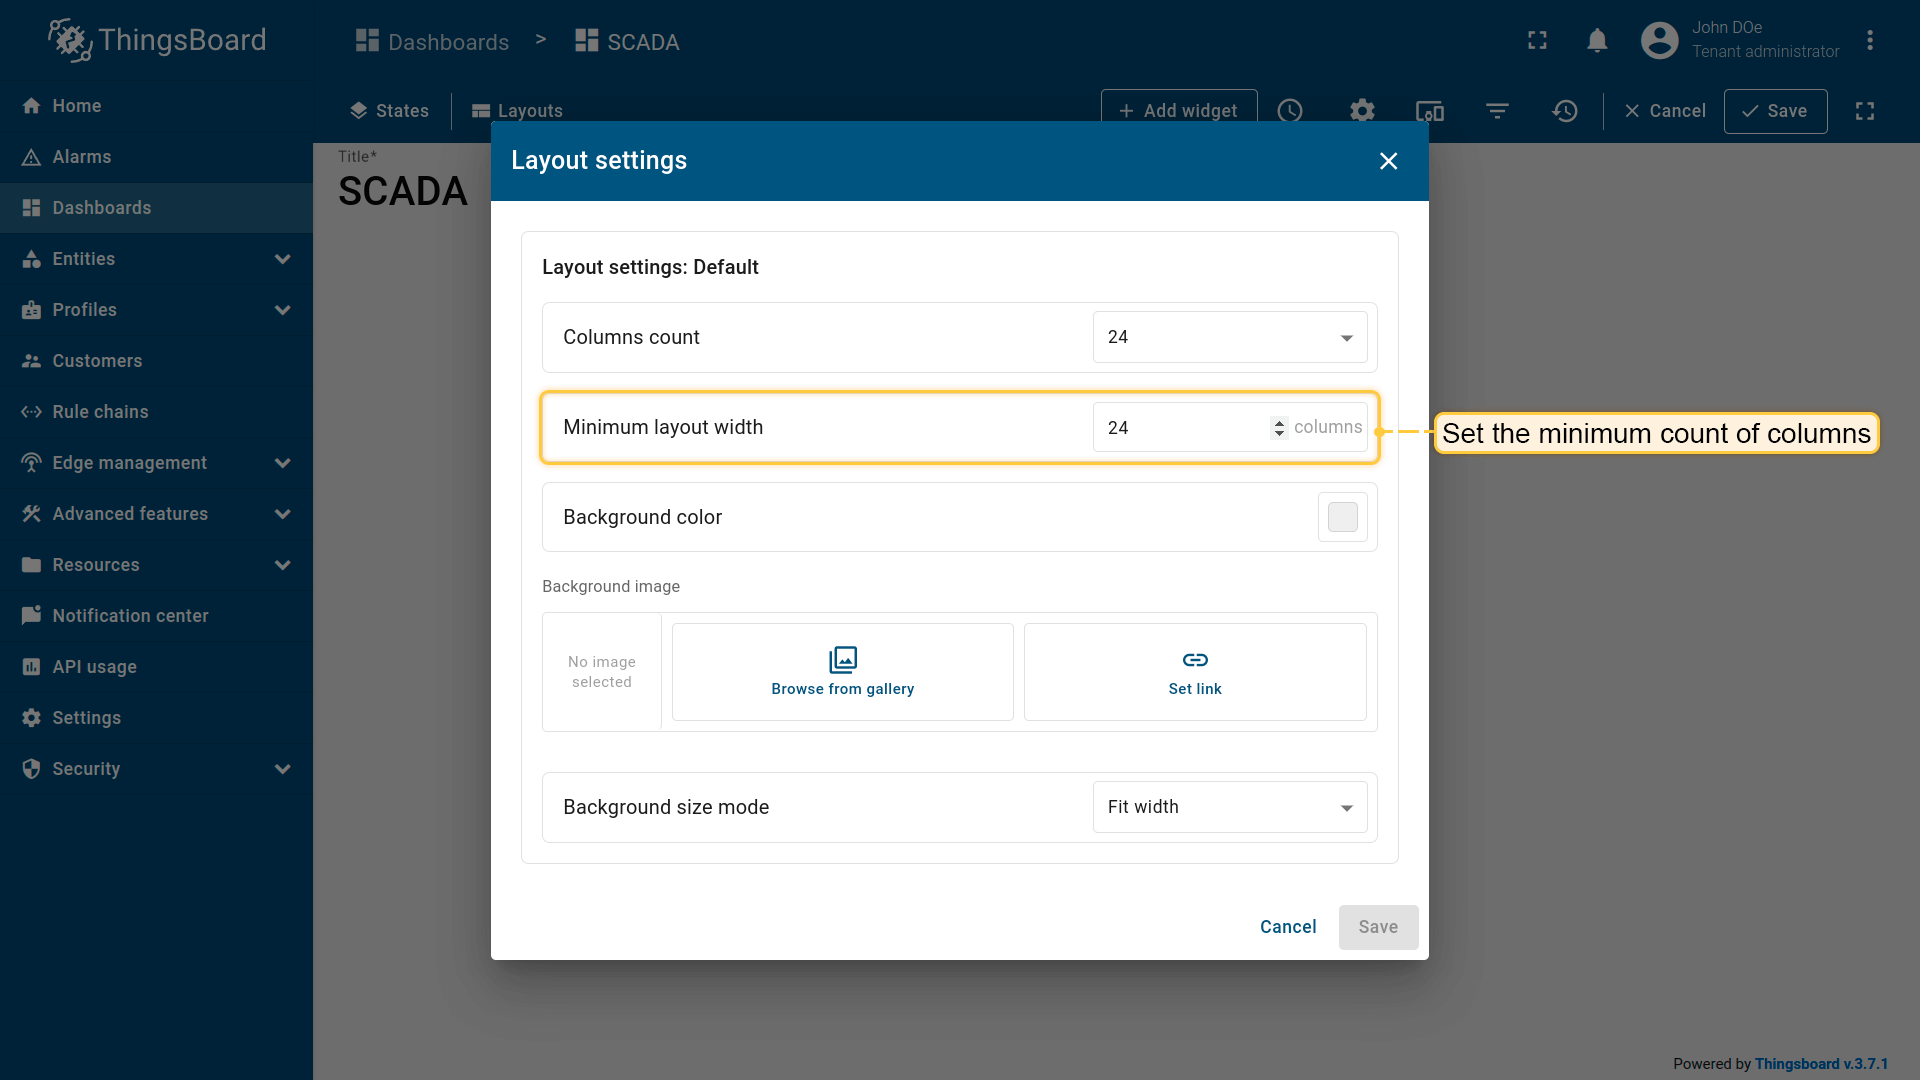 ThingsBoard
Dashboards > SCADA
John DOe
Tenant administrator
Home
Alarms
Dashboards
Entities
Profiles
Customers
Rule chains
Edge management
Advanced features
Resources
Notification center
API usage
Settings
Security
States
Layouts
+ Add widget
Cancel
Save
Title*
SCADA
Layout settings
Layout settings: Default
Columns count
24
Minimum layout width
24
columns
Set the minimum count of columns
Background color
Background image
No image
selected
Browse from gallery
Set link
Background size mode
Fit width
Cancel
Save
Powered by Thingsboard v.3.7.1